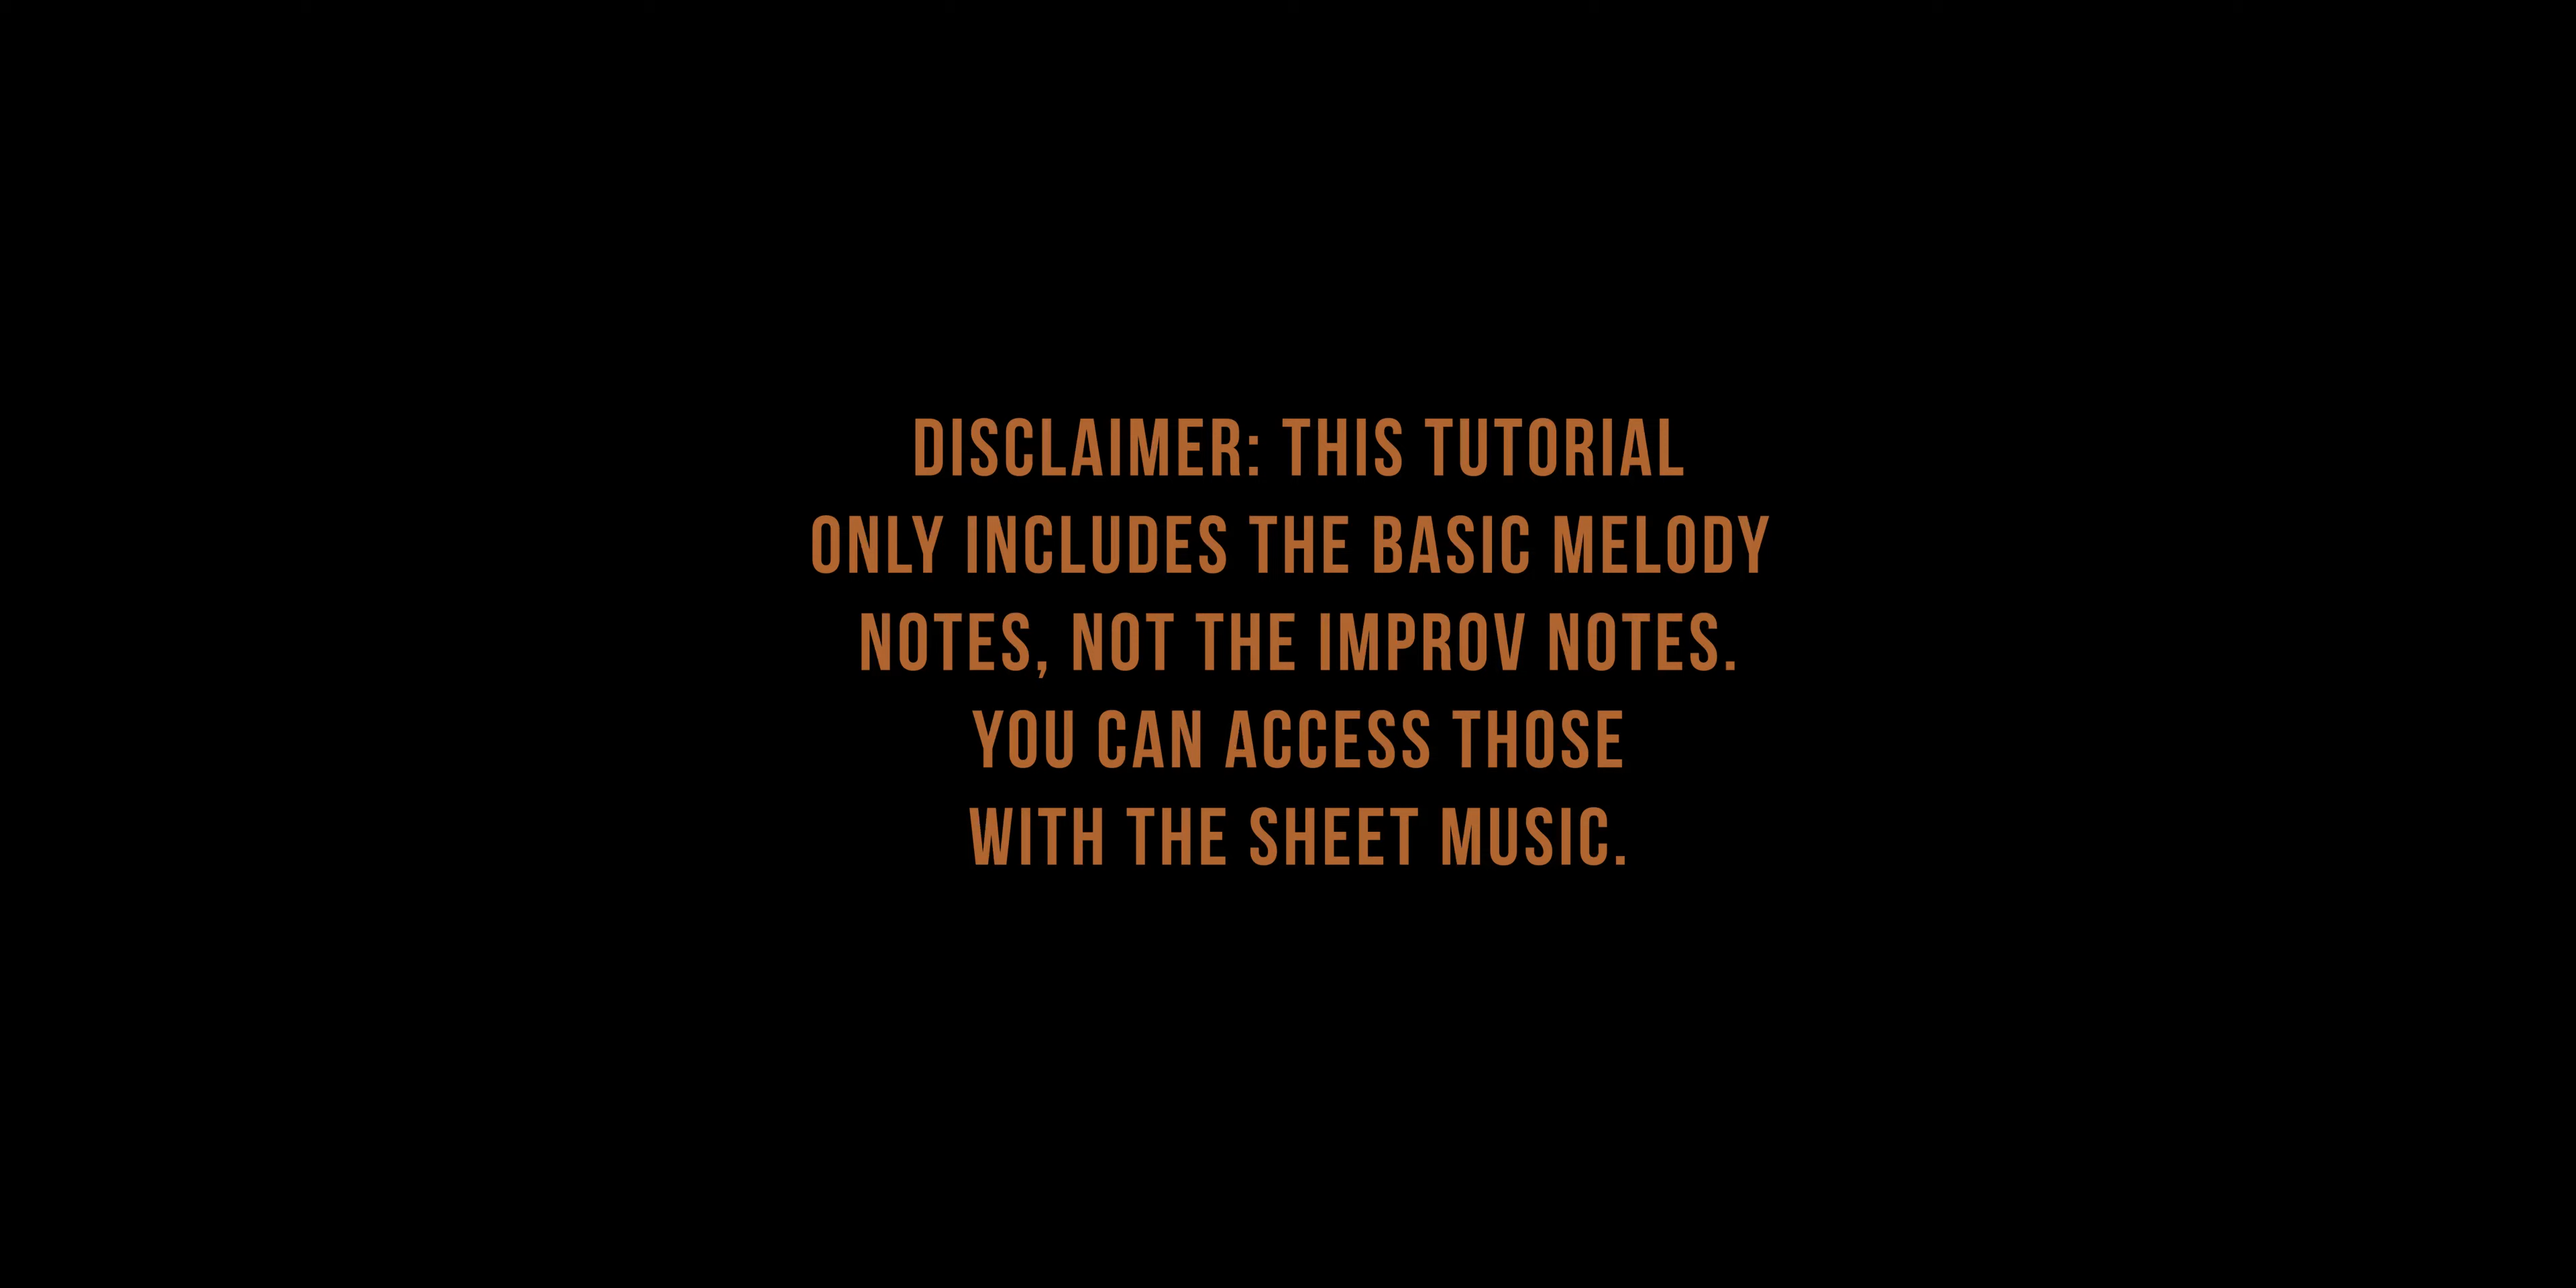 DISCLAIMER: THIS TUTORIAL
ONLY INCLUDES THE BASIC MELODY
NOTES, NOT THE IMPROV NOTES.
YOU CAN ACCESS THOSE
WITH THE SHEET MUSIC.